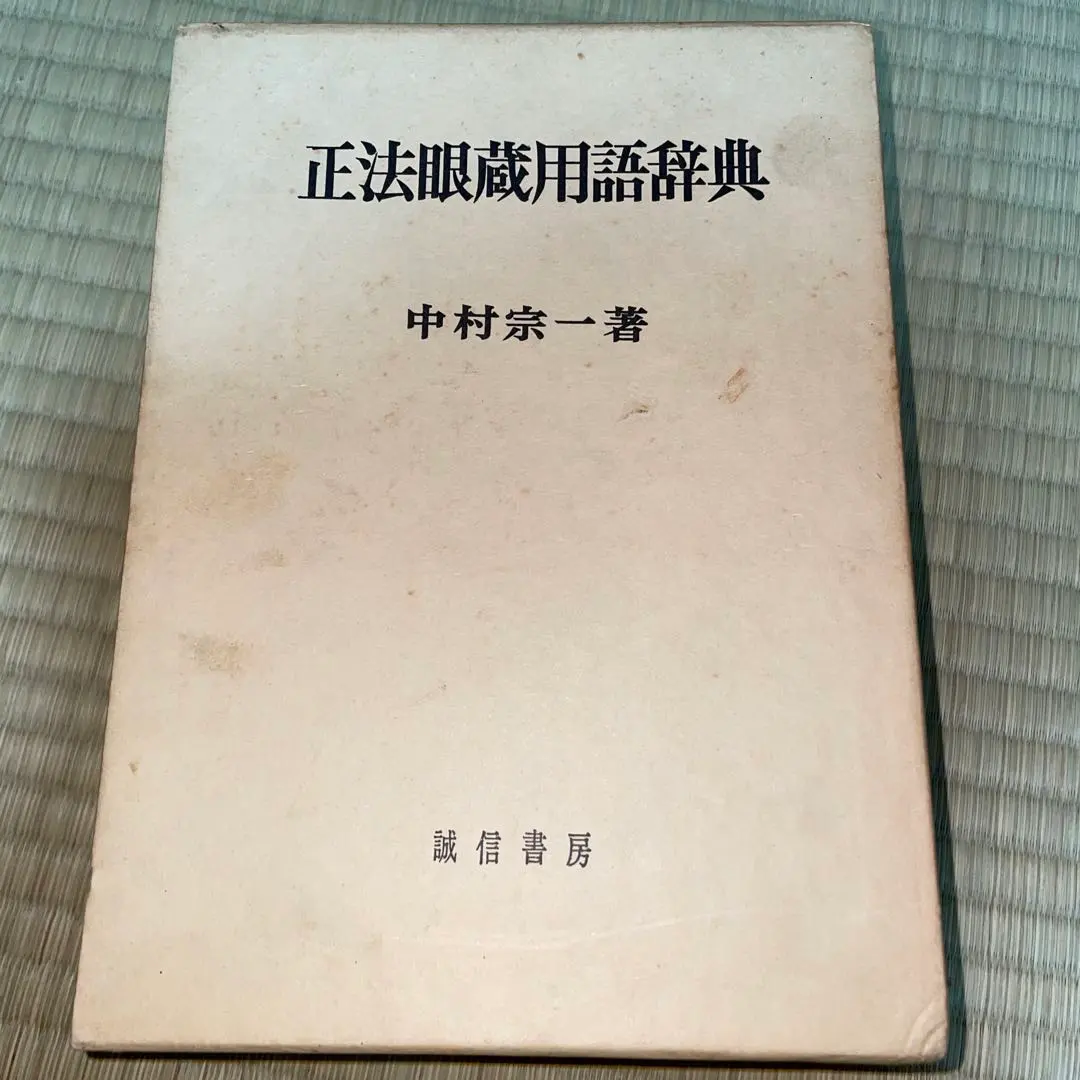 正法眼蔵用語辞典
中村宗一著
誠信書房